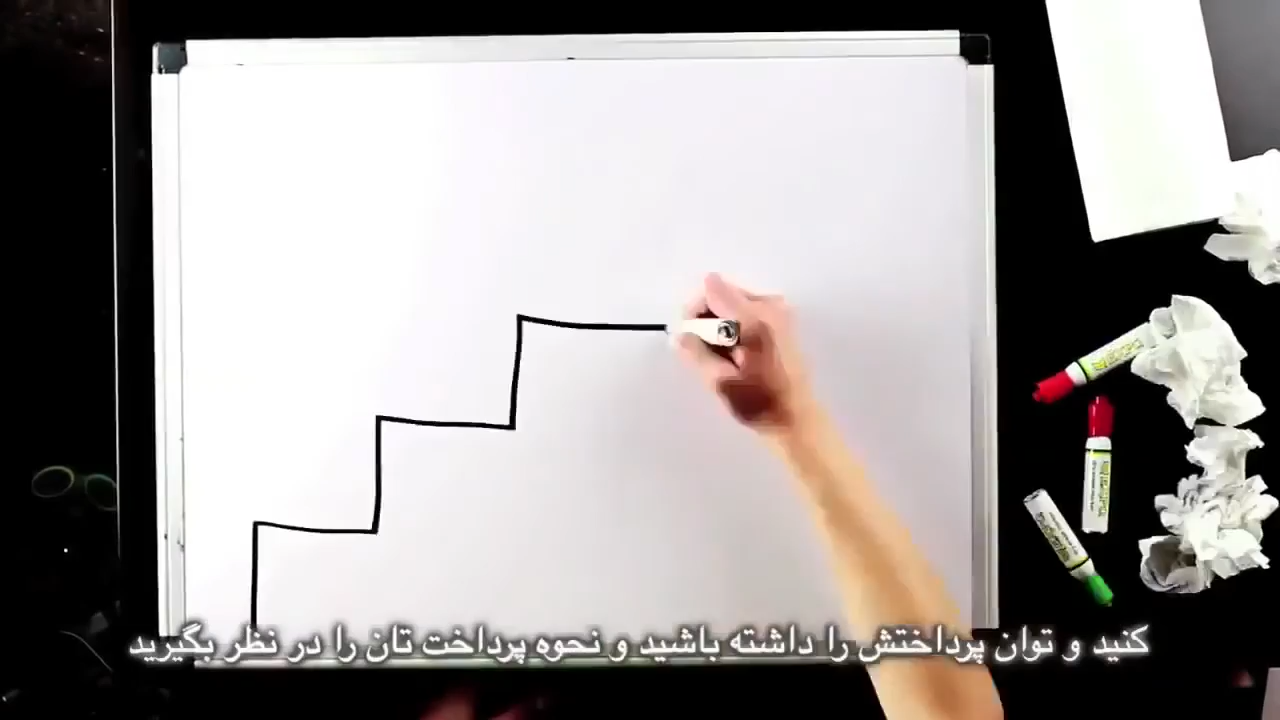 کنید و توان پرداختش را داشته باشید و نحوه پرداخت تان را در نظر بگیرید